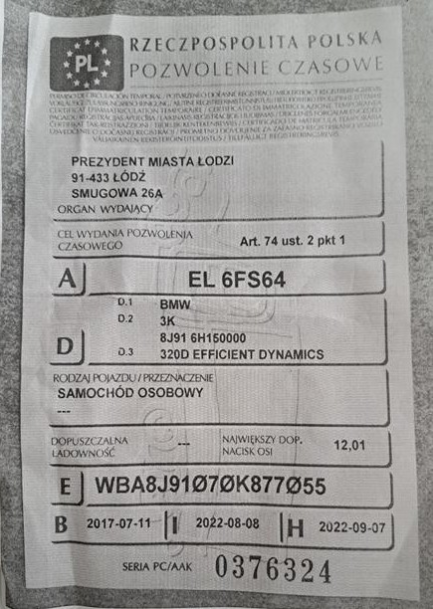 PL
RZECZPOSPOLITA POLSKA
POZWOLENIE CZASOWE
PREZYDENT MIASTA ŁODZI
91-433 ŁÓDŹ
SMUGOWA 26A
ORGAN WYDAJĄCY
CEL WYDANIA POZWOLENIA
CZASOWEGO
Art. 74 ust. 2 pkt 1
A EL 6FS64
D
D.1 BMW
D.2 3K
8J91 6H150000
D.3 320D EFFICIENT DYNAMICS
RODZAJ POJAZDU / PRZEZNACZENIE
SAMOCHÓD OSOBOWY
---
DOPUSZCZALNA
ŁADOWNOŚĆ
---
NAJWIĘKSZY DOP.
NACISK OSI
12,01
E WBA8J91Ø7ØK877Ø55
B 2017-07-11 I 2022-08-08 H 2022-09-07
SERIA PC/AAK 0376324